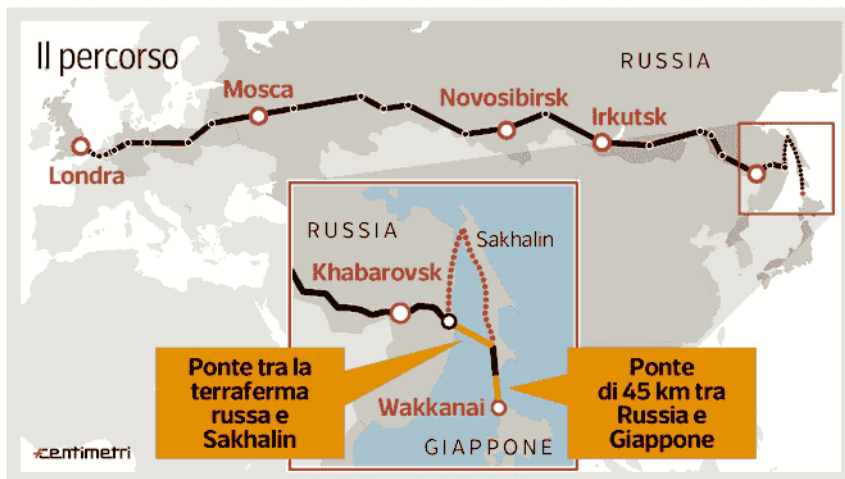 Il percorso
RUSSIA
Mosca
Novosibirsk
Irkutsk
Londra
RUSSIA
Sakhalin
Khabarovsk
Ponte tra la
terraferma
russa e
Sakhalin
Ponte
di 45 km tra
Russia e
Giappone
Wakkanai
GIAPPONE
centimetri